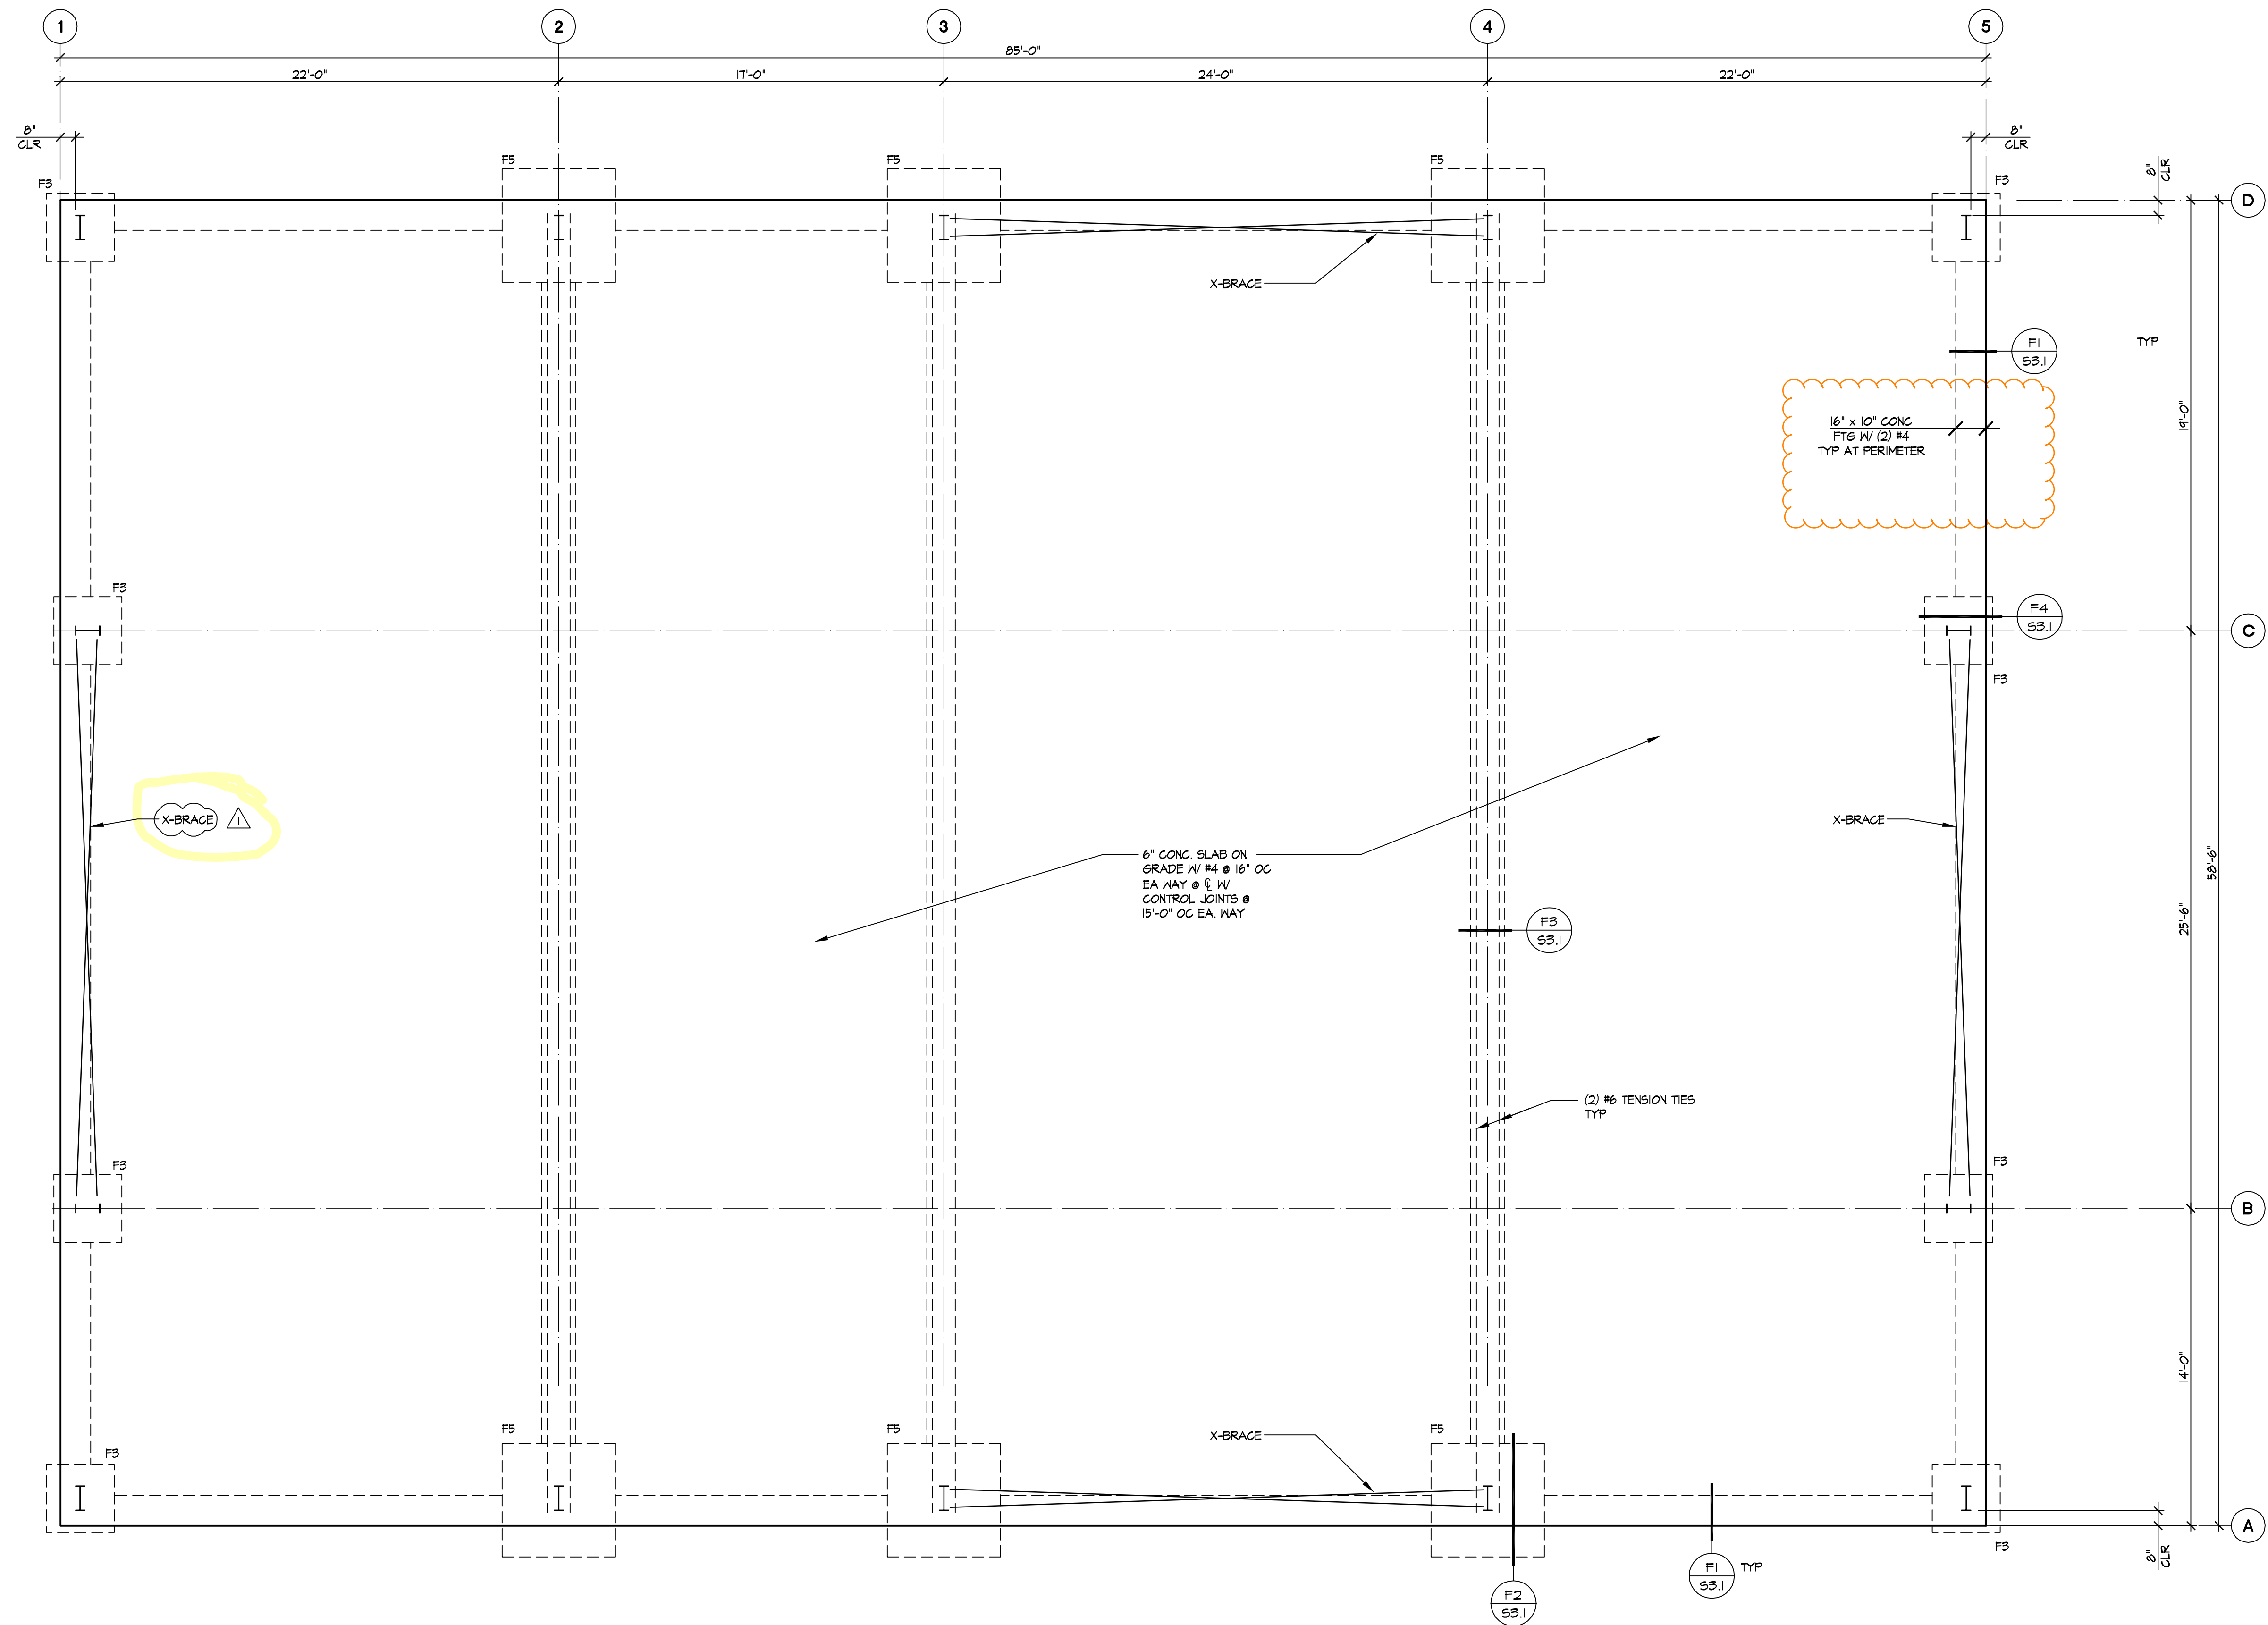 1
2
3
4
5
85'-0"
22'-0"
17'-0"
24'-0"
22'-0"
8"
CLR
8"
CLR
8"
CLR
F3
F5
F5
F5
F3
D
X-BRACE
F1
S3.1
TYP
16" x 10" CONC
FTG W/ (2) #4
TYP AT PERIMETER
19'-0"
F3
F4
S3.1
C
F3
X-BRACE
1
X-BRACE
6" CONC. SLAB ON
GRADE W/ #4 @ 16" OC
EA WAY @ ℄ W/
CONTROL JOINTS @
15'-0" OC EA. WAY
58'-6"
25'-6"
F3
S3.1
(2) #6 TENSION TIES
TYP
F3
F3
B
14'-0"
F3
F5
F5
F5
X-BRACE
A
F3
8"
CLR
F1
S3.1
TYP
F2
S3.1